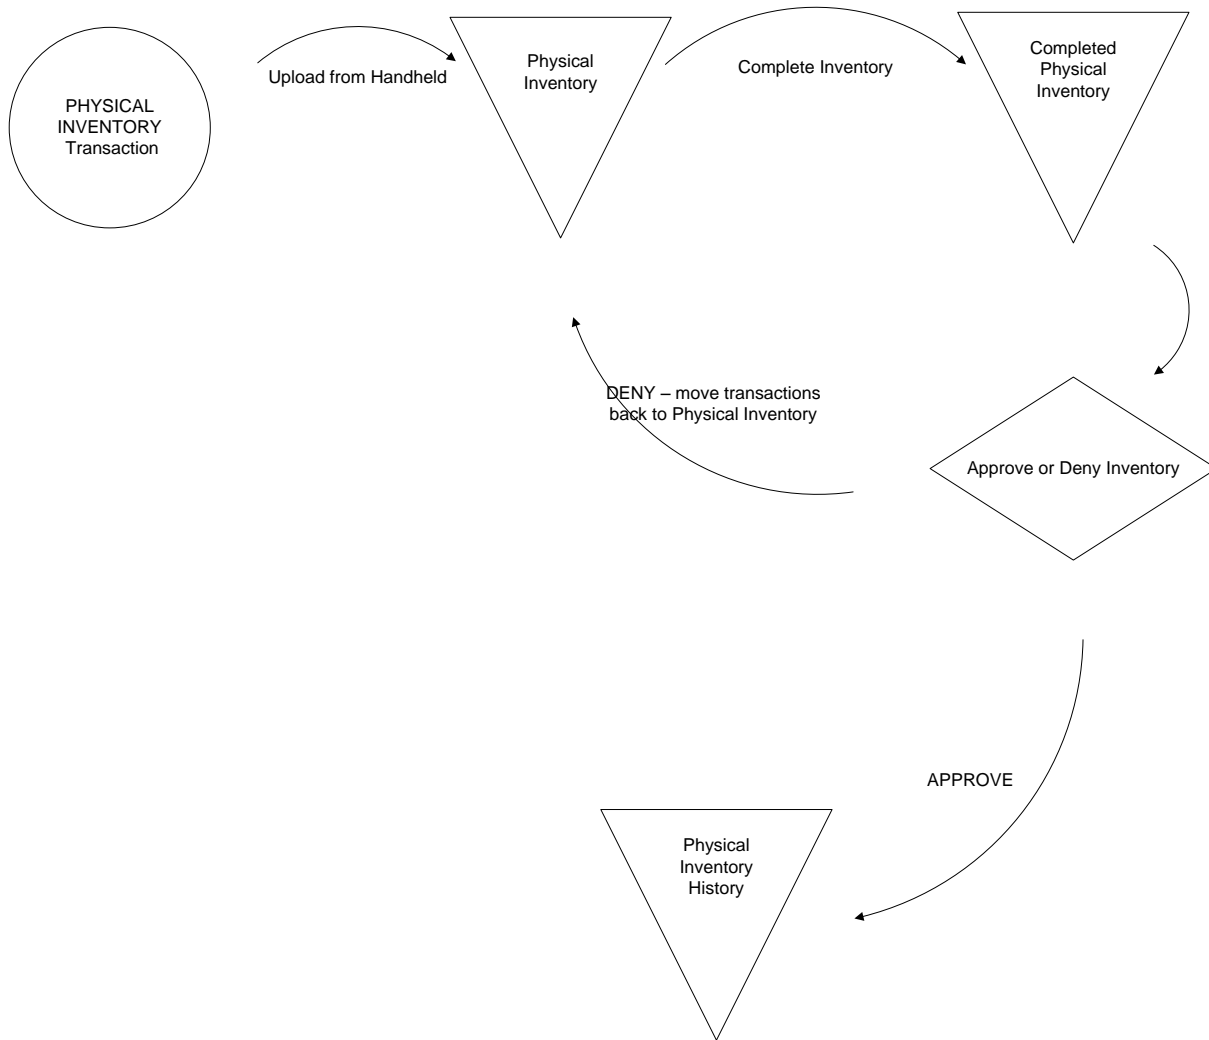 PHYSICAL
INVENTORY
Transaction
Upload from Handheld
Physical
Inventory
Complete Inventory
Completed
Physical
Inventory
DENY – move transactions
back to Physical Inventory
Approve or Deny Inventory
APPROVE
Physical
Inventory
History